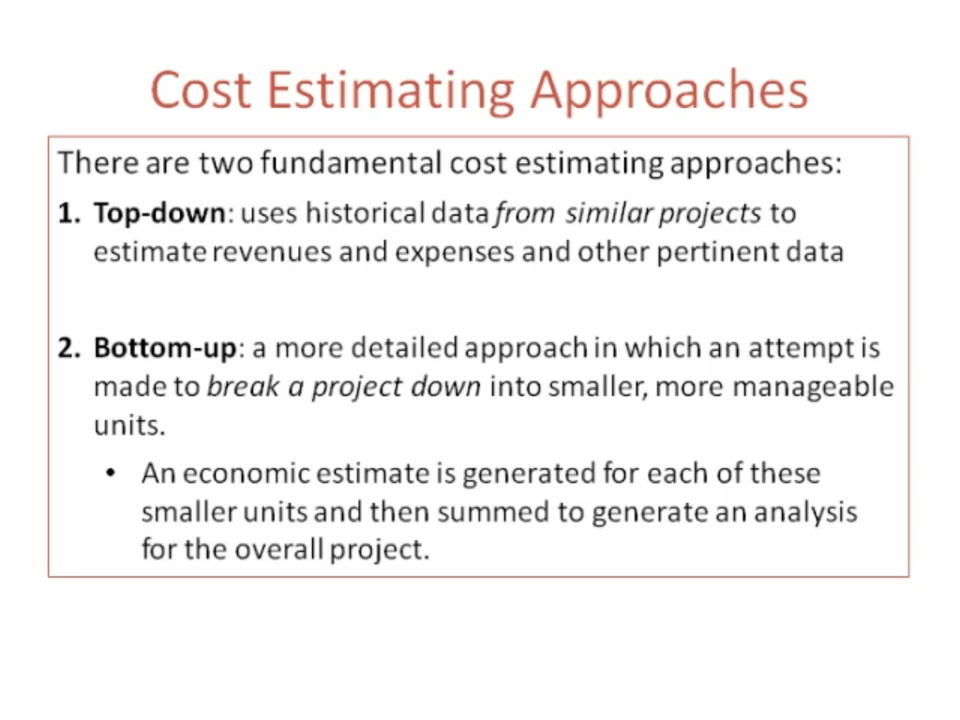 Cost Estimating Approaches
There are two fundamental cost estimating approaches:
1. Top-down: uses historical data from similar projects to
estimate revenues and expenses and other pertinent data
2. Bottom-up: a more detailed approach in which an attempt is
made to break a project down into smaller, more manageable
units.
• An economic estimate is generated for each of these
smaller units and then summed to generate an analysis
for the overall project.